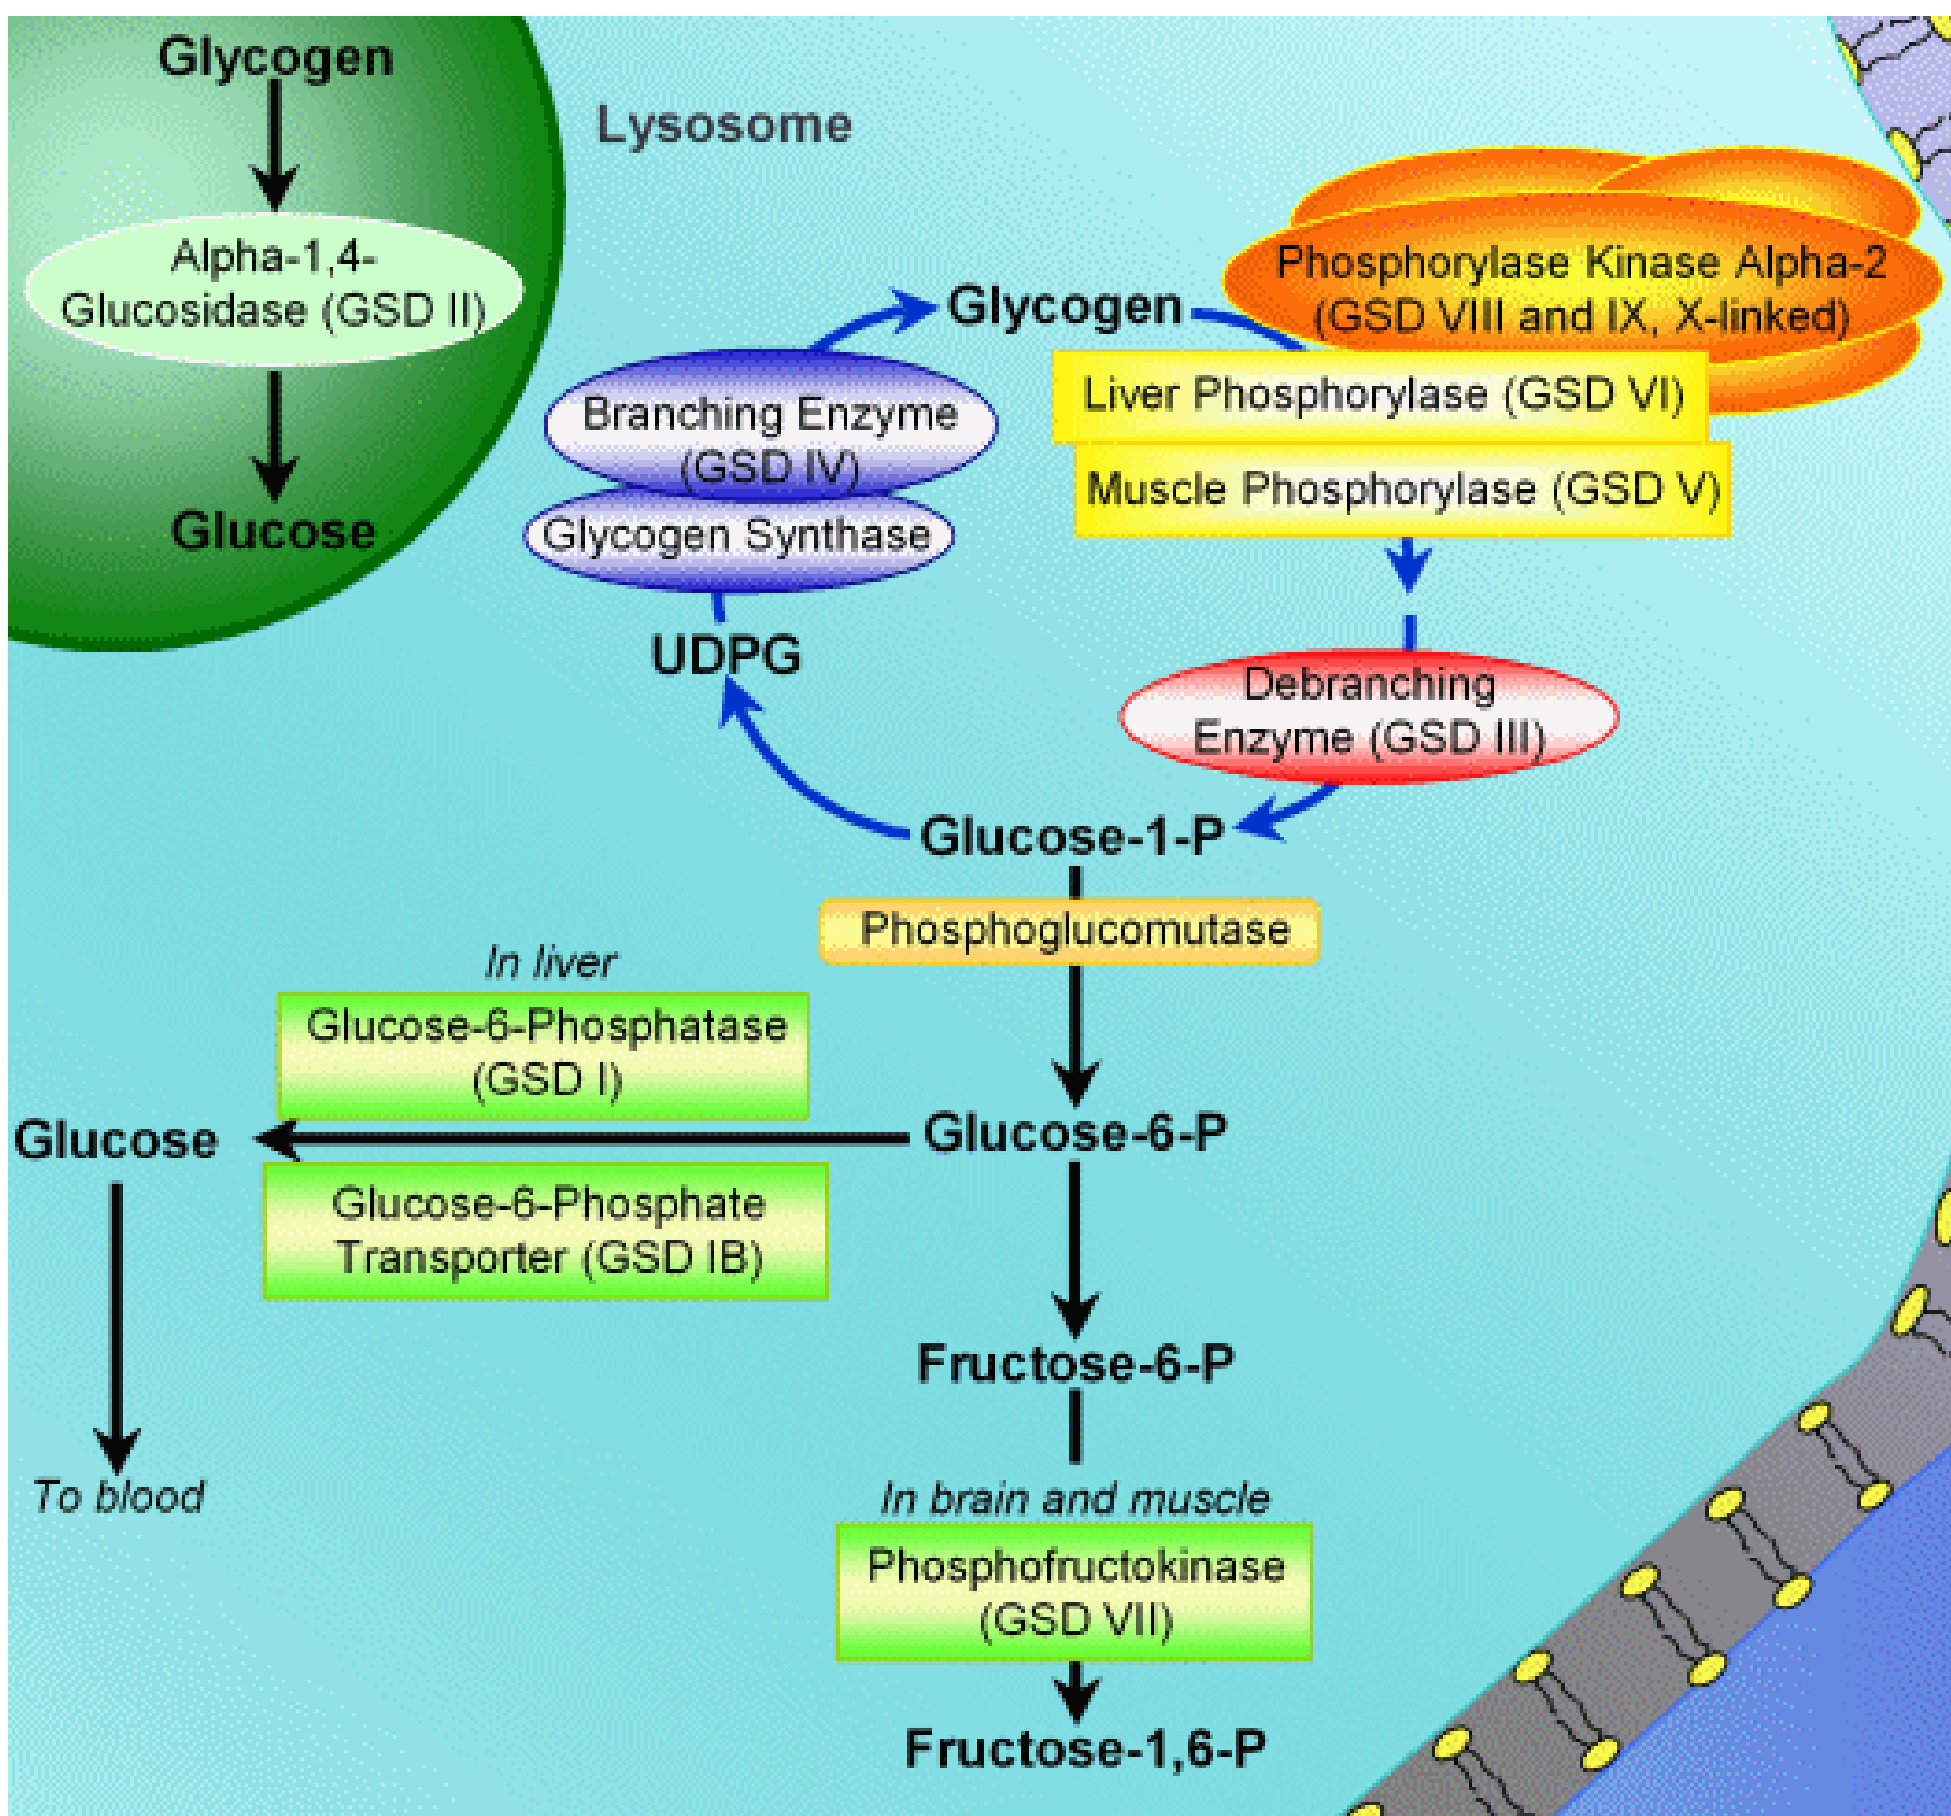 Glycogen
Lysosome
Alpha-1,4-
Glucosidase (GSD II)
Glucose
Phosphorylase Kinase Alpha-2
(GSD VIII and IX, X-linked)
Glycogen
Liver Phosphorylase (GSD VI)
Branching Enzyme
(GSD IV)
Muscle Phosphorylase (GSD V)
Glycogen Synthase
UDPG
Debranching
Enzyme (GSD III)
Glucose-1-P
Phosphoglucomutase
In liver
Glucose-6-Phosphatase
(GSD I)
Glucose
Glucose-6-P
Glucose-6-Phosphate
Transporter (GSD IB)
Fructose-6-P
To blood
In brain and muscle
Phosphofructokinase
(GSD VII)
Fructose-1,6-P